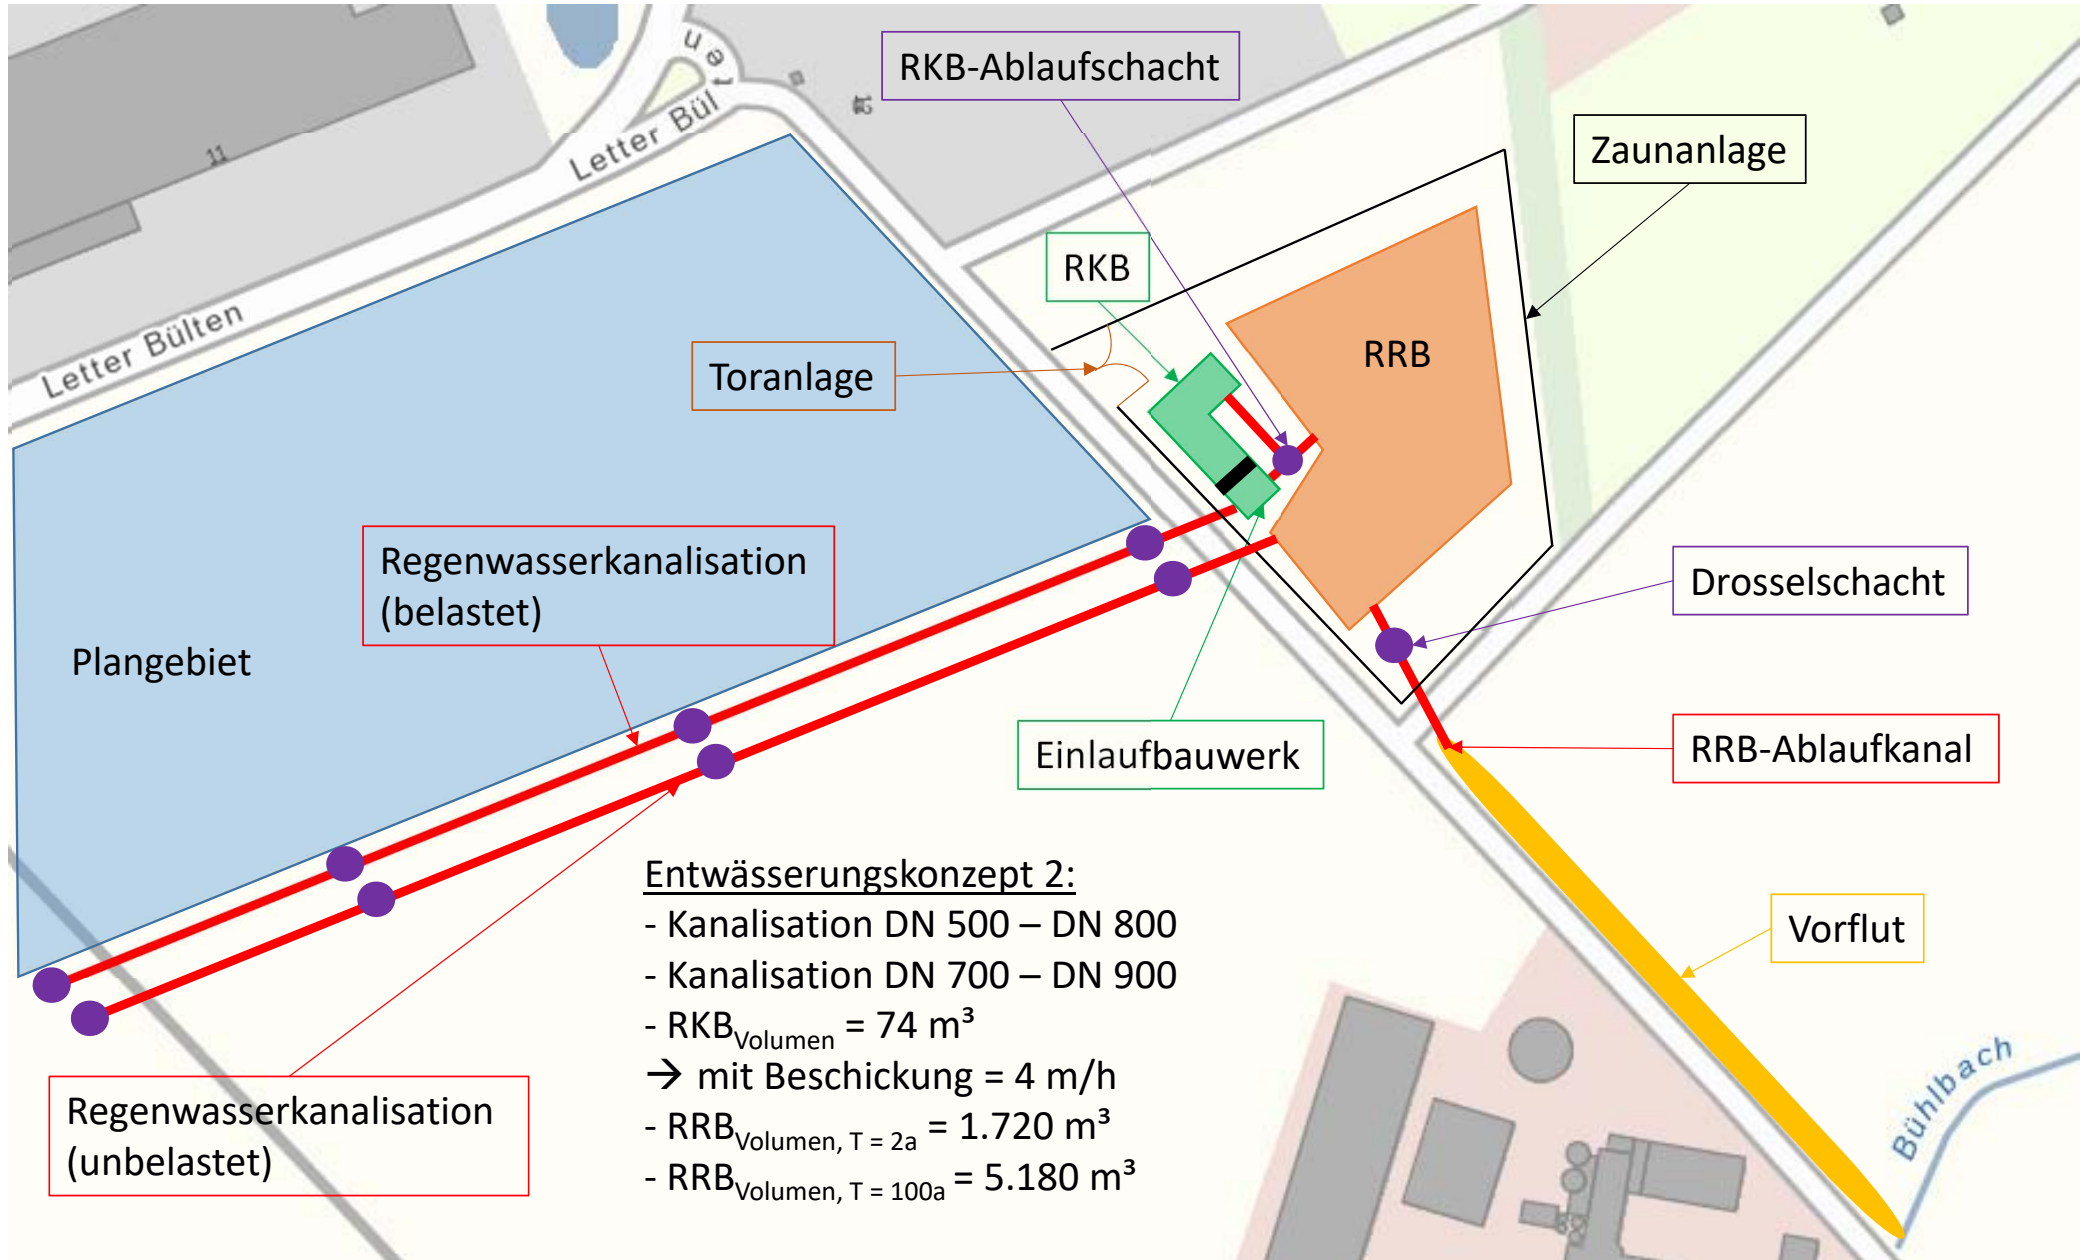 uet
Letter Bül
11
RKB-Ablaufschacht
Zaunanlage
RKB
Letter Bülten
Toranlage
RRB
Regenwasserkanalisation
(belastet)
Drosselschacht
Plangebiet
Einlaufbauwerk
RRB-Ablaufkanal
Entwässerungskonzept 2:
- Kanalisation DN 500 – DN 800
- Kanalisation DN 700 – DN 900
- RKBVolumen = 74 m³
→ mit Beschickung = 4 m/h
- RRBVolumen, T = 2a = 1.720 m³
- RRBVolumen, T = 100a = 5.180 m³
Vorflut
Bühlbach
Regenwasserkanalisation
(unbelastet)